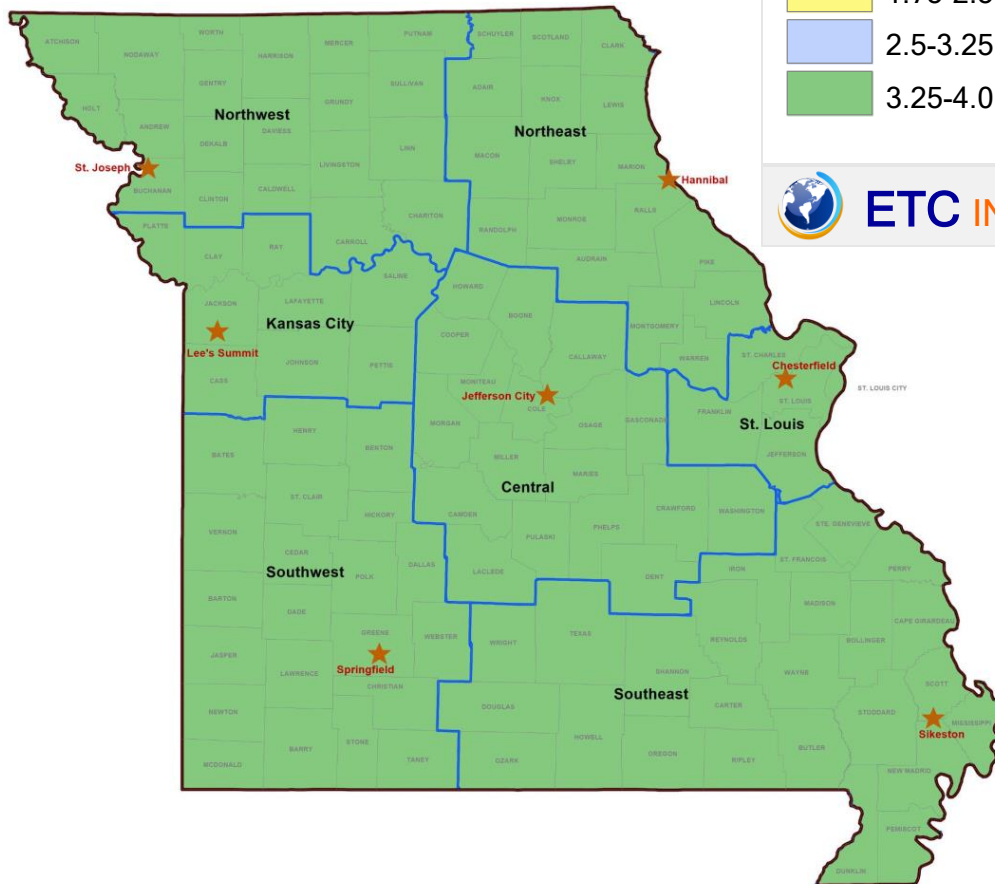 2.5-3.25
3.25-4.0
ETC
WORTH
PUTNAM
SCHUYLER
SCOTLAND
ATCHISON
MERCER
CLARK
NODAWAY
HARRISON
GENTRY
SULLIVAN
ADAIR
HOLT
GRUNDY
KNOX
LEWIS
Northwest
ANDREW
DAVIESS
Northeast
DEKALB
LINN
MACON
SHELBY
St. Joseph
LIVINGSTON
MARION
Hannibal
BUCHANAN
CALDWELL
CLINTON
RALLS
CHARITON
MONROE
PLATTE
RANDOLPH
CARROLL
RAY
CLAY
AUDRAIN
PIKE
SALINE
HOWARD
JACKSON
LAFAYETTE
LINCOLN
BOONE
Kansas City
MONTGOMERY
COOPER
Lee's Summit
CALLAWAY
WARREN
ST. CHARLES
JOHNSON
PETTIS
Chesterfield
CASS
MONITEAU
ST. LOUIS CITY
Jefferson City
ST. LOUIS
COLE
FRANKLIN
MORGAN
OSAGE
GASCONADE
St. Louis
HENRY
BATES
BENTON
MILLER
JEFFERSON
MARIES
Central
ST. CLAIR
CAMDEN
CRAWFORD
WASHINGTON
HICKORY
PHELPS
STE. GENEVIEVE
VERNON
PULASKI
CEDAR
ST. FRANCOIS
DALLAS
Southwest
LACLEDE
DENT
IRON
PERRY
POLK
BARTON
MADISON
DADE
CAPE GIRARDEAU
GREENE
WEBSTER
WRIGHT
TEXAS
REYNOLDS
BOLLINGER
JASPER
Springfield
LAWRENCE
SHANNON
WAYNE
CHRISTIAN
SCOTT
Southeast
DOUGLAS
CARTER
NEWTON
STODDARD
MISSISSIPPI
HOWELL
Sikeston
STONE
BARRY
BUTLER
OREGON
TANEY
OZARK
RIPLEY
MCDONALD
NEW MADRID
PEMISCOT
DUNKLIN